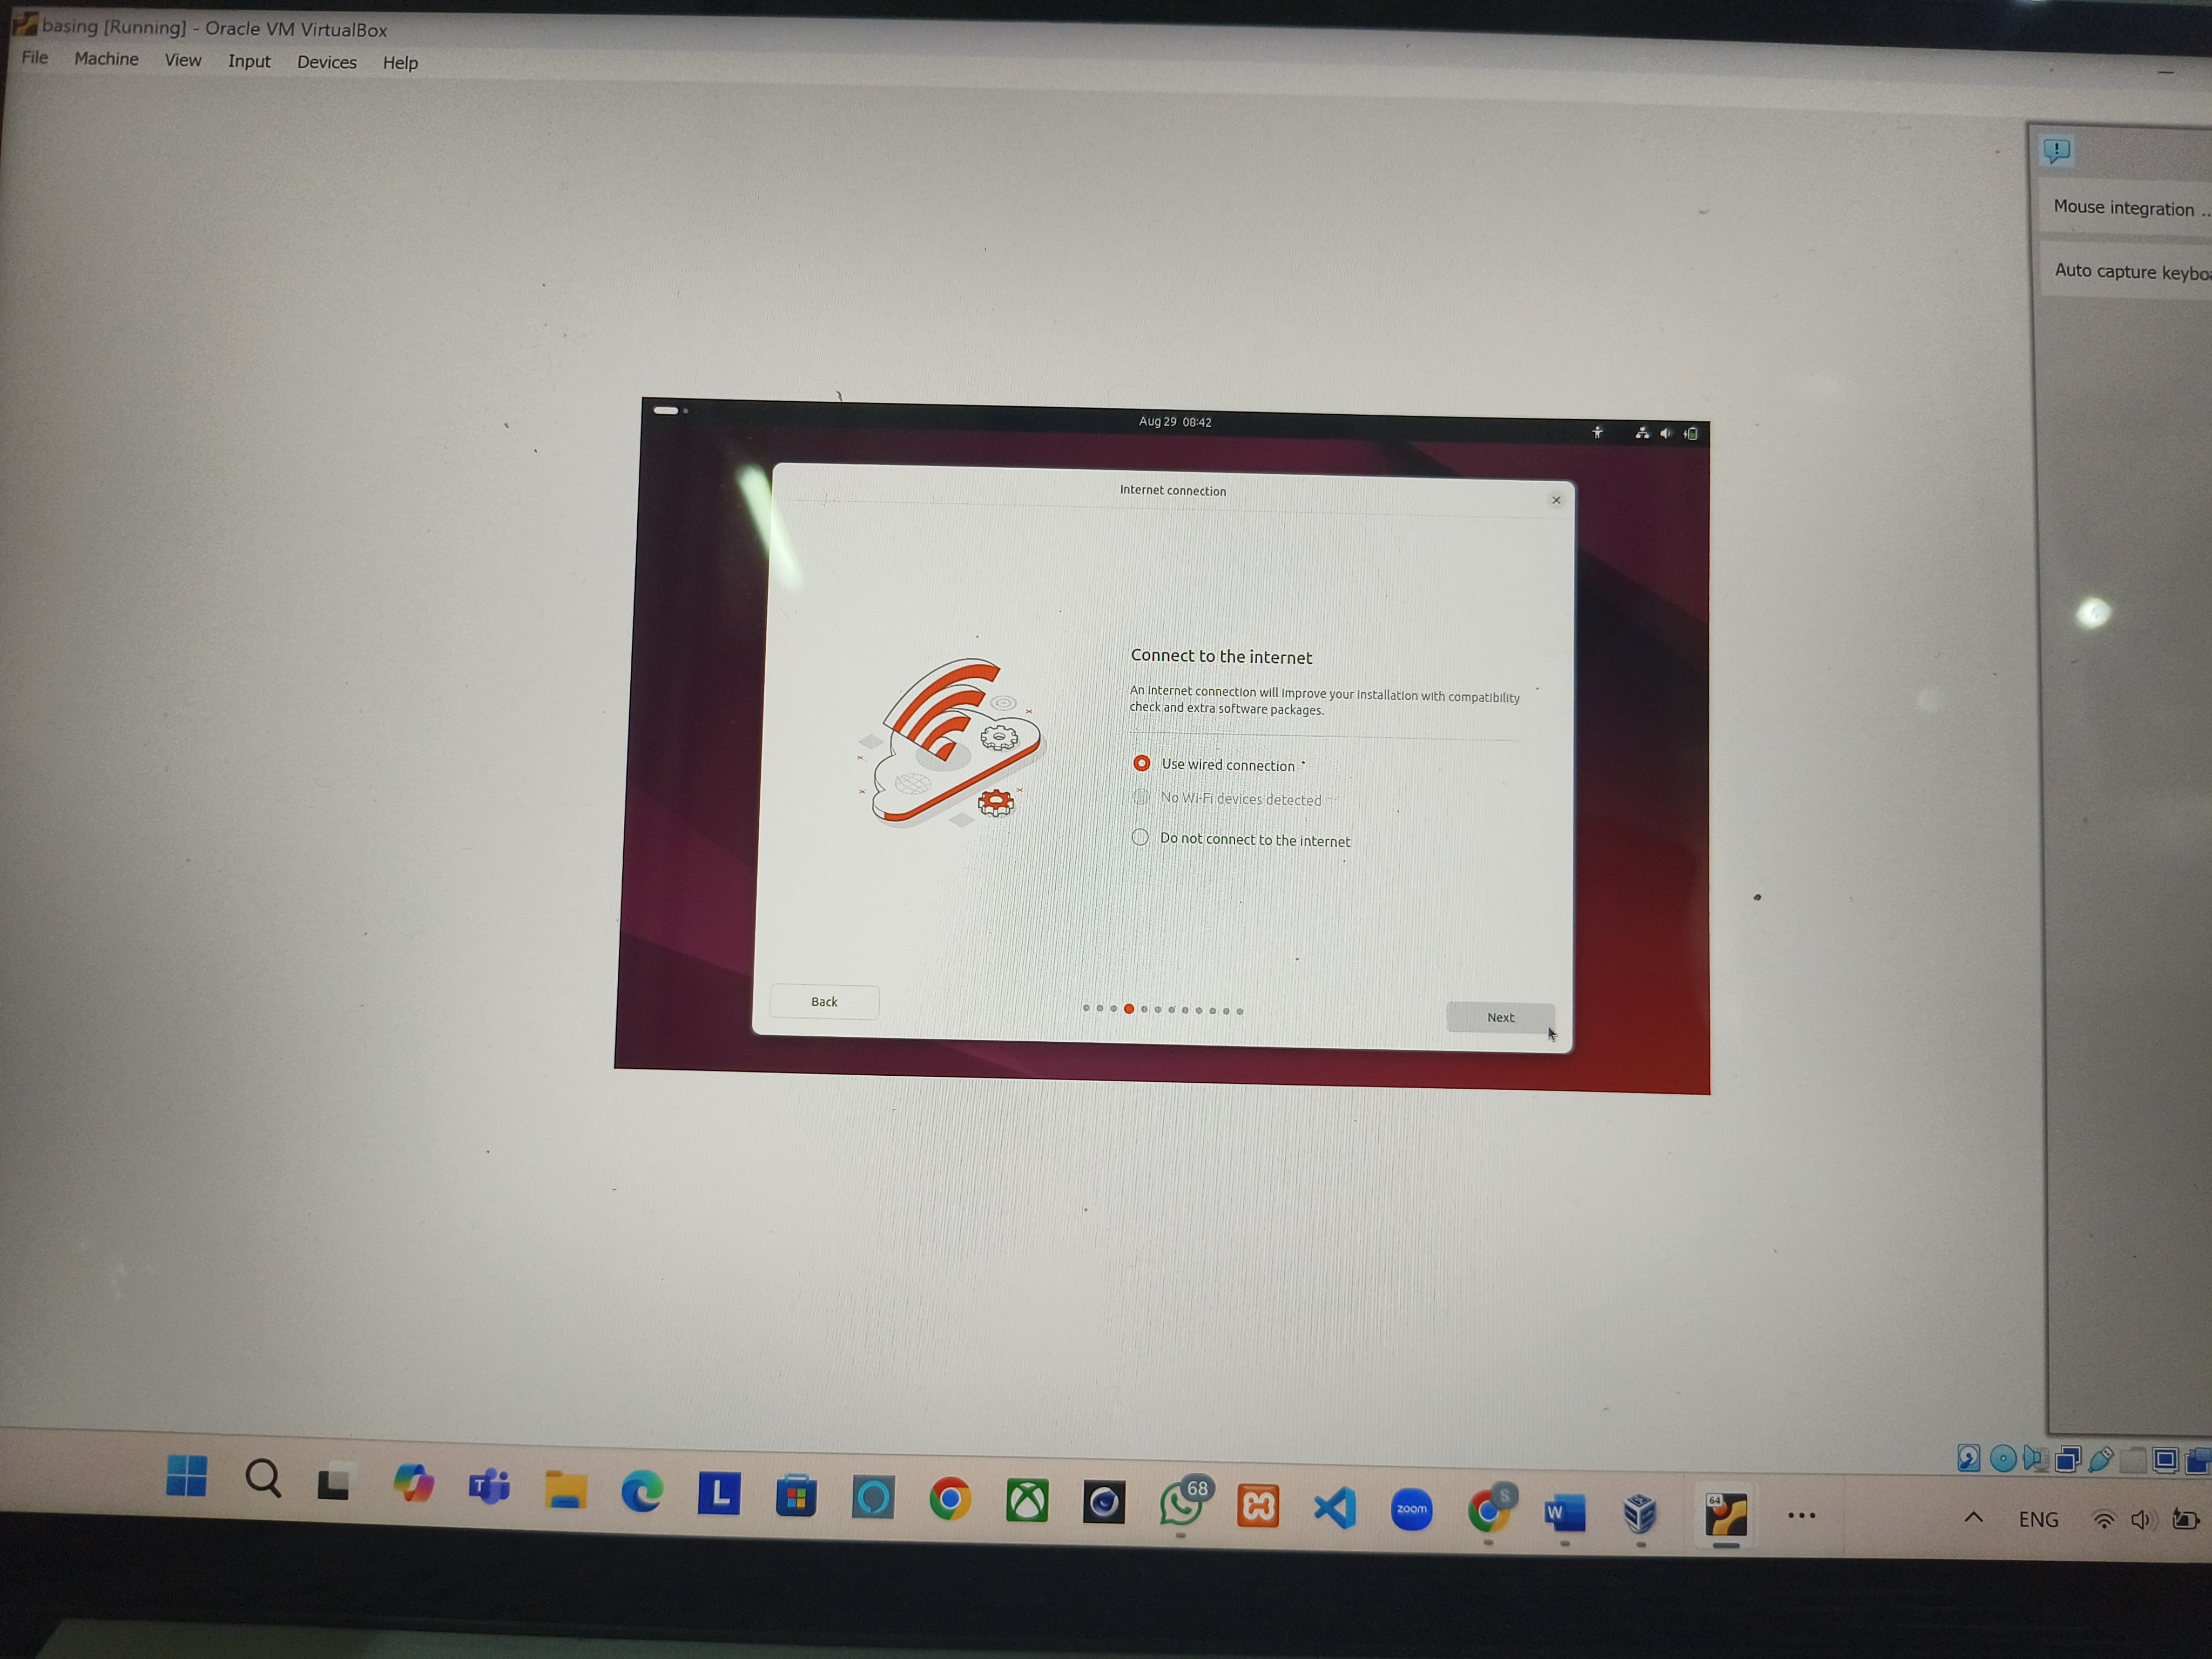 basing [Running] - Oracle VM VirtualBox
File Machine View Input Devices Help
Mouse integration ..
Auto capture keybo
Aug 29 08:42
Internet connection
Connect to the internet
An internet connection will improve your installation with compatibility
check and extra software packages.
Use wired connection
No Wi-Fi devices detected
Do not connect to the internet
Back
Next
T
L
68
zoom
S
W
64
ENG